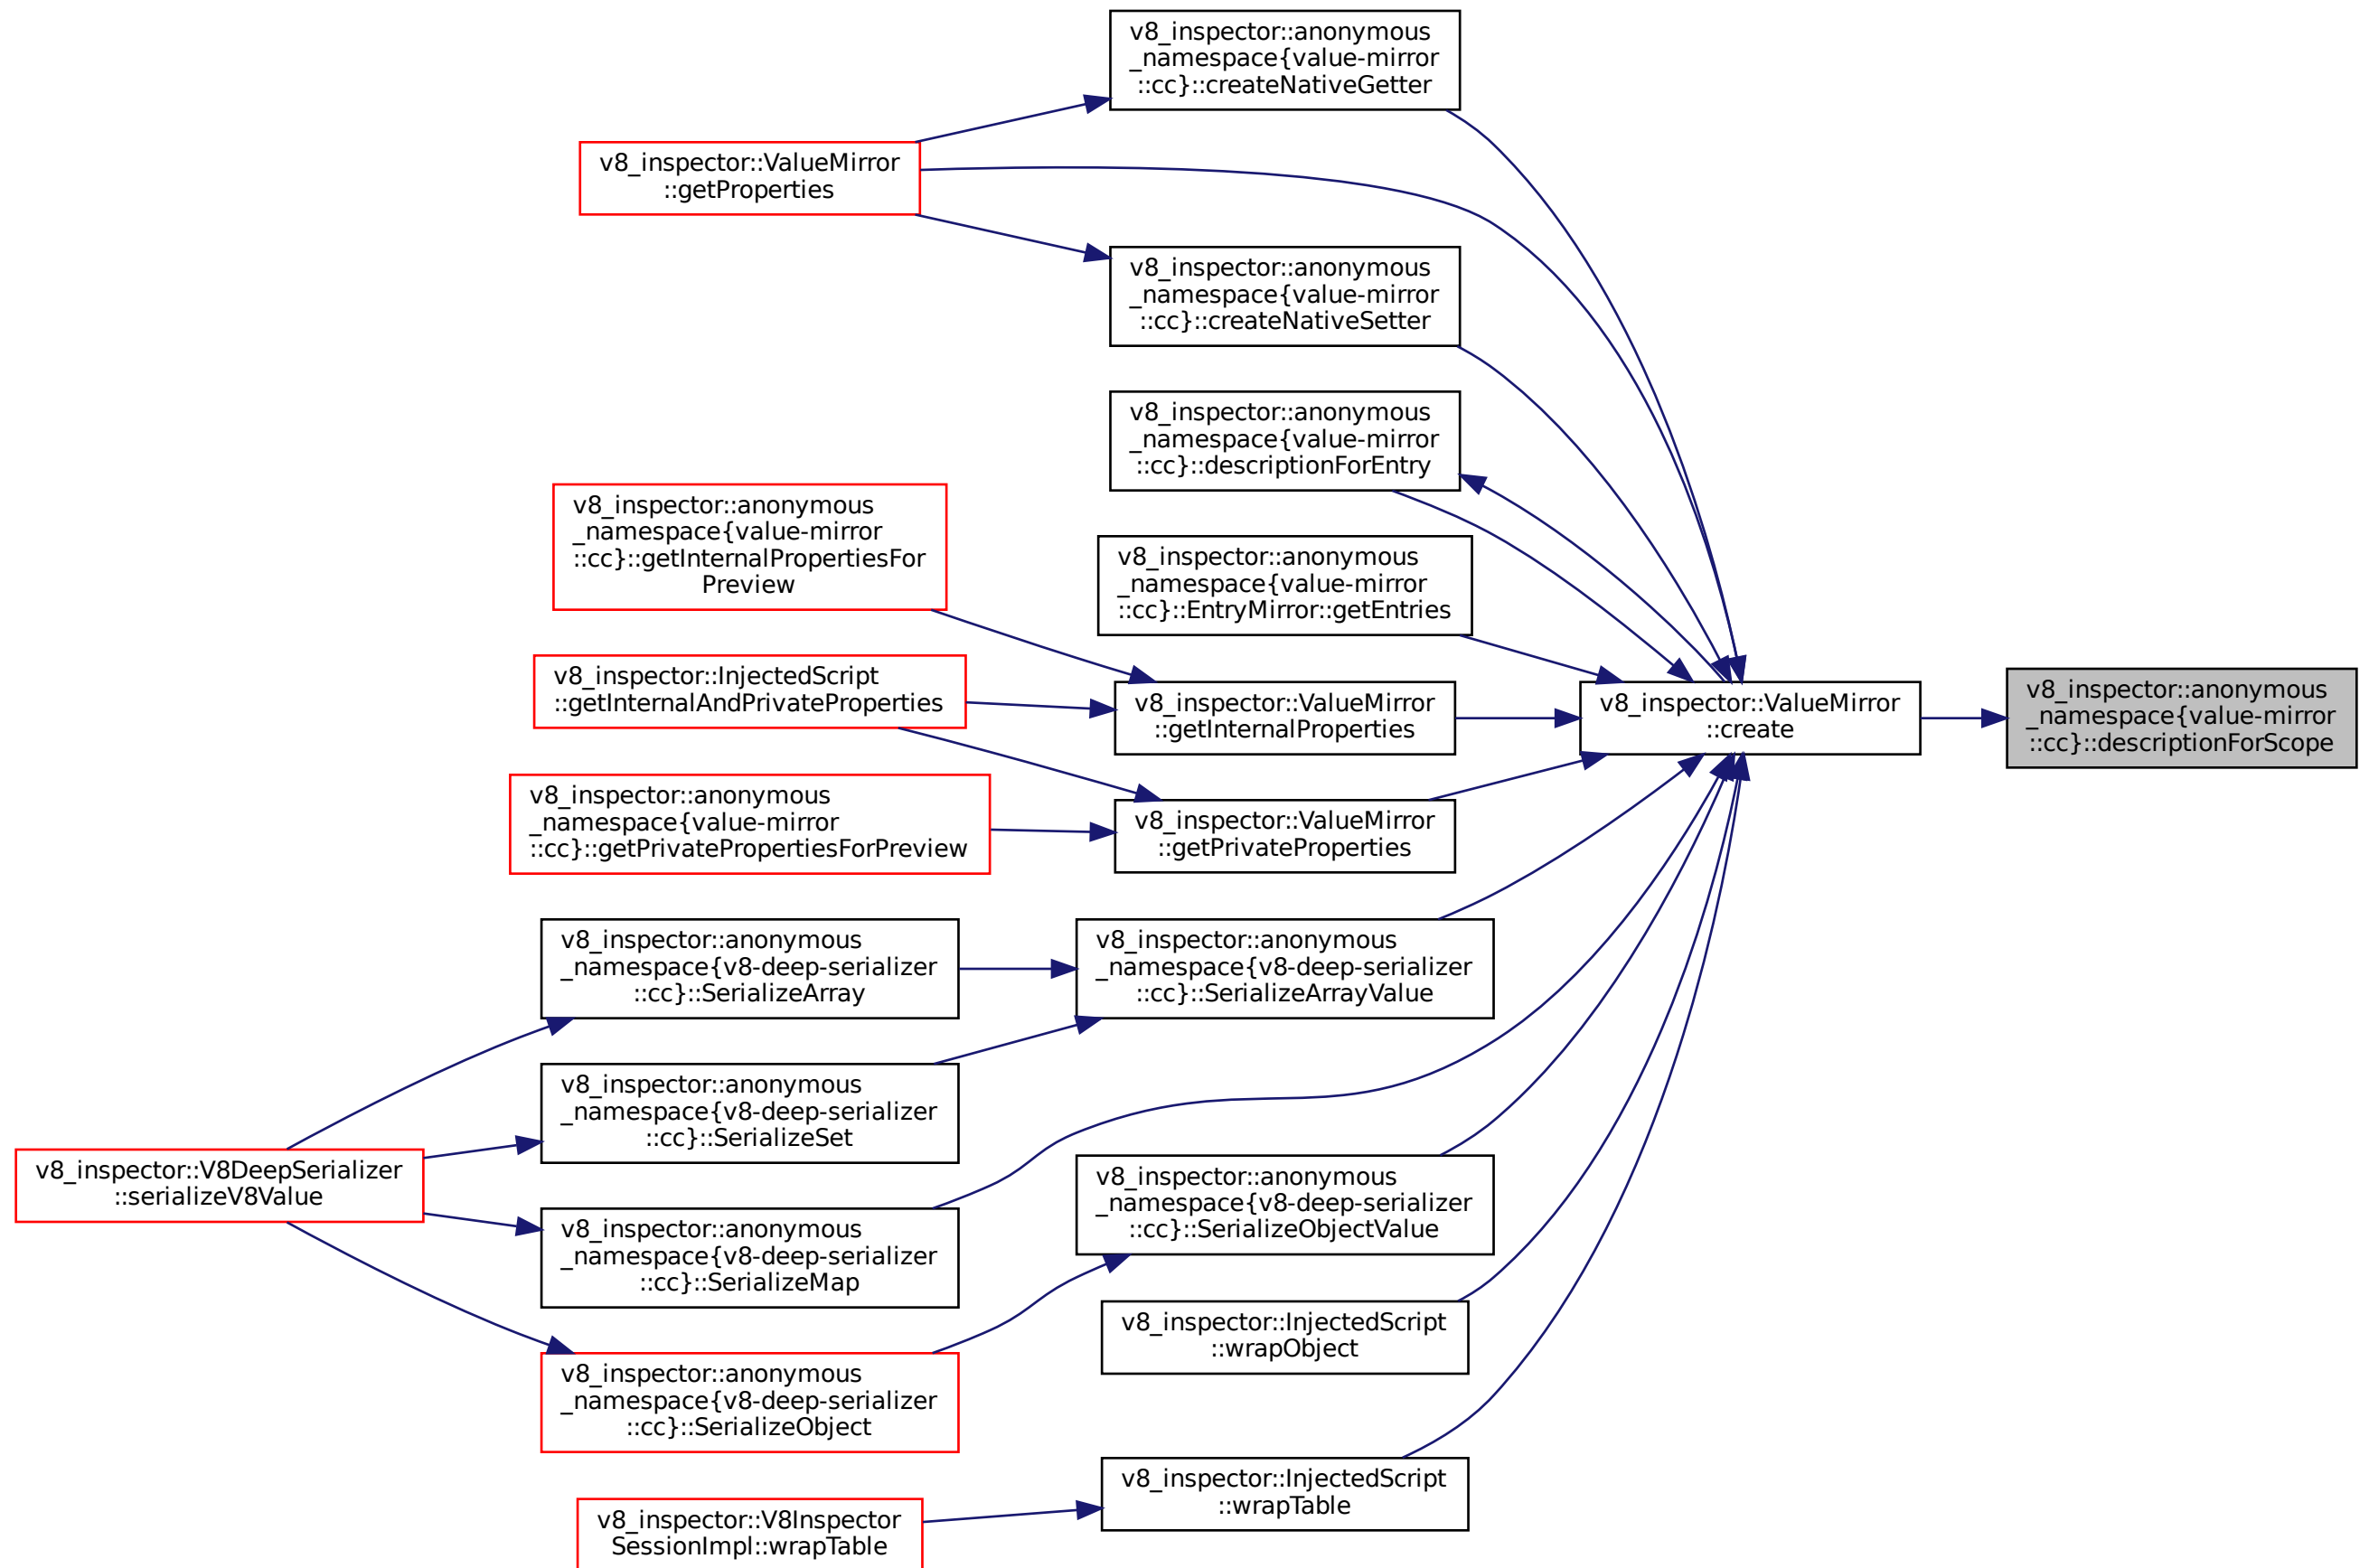 v8_inspector::anonymous
_namespace{value-mirror
::cc}::createNativeGetter
v8_inspector::ValueMirror
::getProperties
v8_inspector::anonymous
_namespace{value-mirror
::cc}::createNativeSetter
v8_inspector::anonymous
_namespace{value-mirror
::cc}::descriptionForEntry
v8_inspector::anonymous
_namespace{value-mirror
::cc}::getInternalPropertiesFor
Preview
v8_inspector::anonymous
_namespace{value-mirror
::cc}::EntryMirror::getEntries
v8_inspector::InjectedScript
::getInternalAndPrivateProperties
v8_inspector::ValueMirror
::getInternalProperties
v8_inspector::ValueMirror
::create
v8_inspector::anonymous
_namespace{value-mirror
::cc}::descriptionForScope
v8_inspector::anonymous
_namespace{value-mirror
::cc}::getPrivatePropertiesForPreview
v8_inspector::ValueMirror
::getPrivateProperties
v8_inspector::anonymous
_namespace{v8-deep-serializer
::cc}::SerializeArray
v8_inspector::anonymous
_namespace{v8-deep-serializer
::cc}::SerializeArrayValue
v8_inspector::anonymous
_namespace{v8-deep-serializer
::cc}::SerializeSet
v8_inspector::V8DeepSerializer
::serializeV8Value
v8_inspector::anonymous
_namespace{v8-deep-serializer
::cc}::SerializeObjectValue
v8_inspector::anonymous
_namespace{v8-deep-serializer
::cc}::SerializeMap
v8_inspector::InjectedScript
::wrapObject
v8_inspector::anonymous
_namespace{v8-deep-serializer
::cc}::SerializeObject
v8_inspector::InjectedScript
::wrapTable
v8_inspector::V8Inspector
SessionImpl::wrapTable